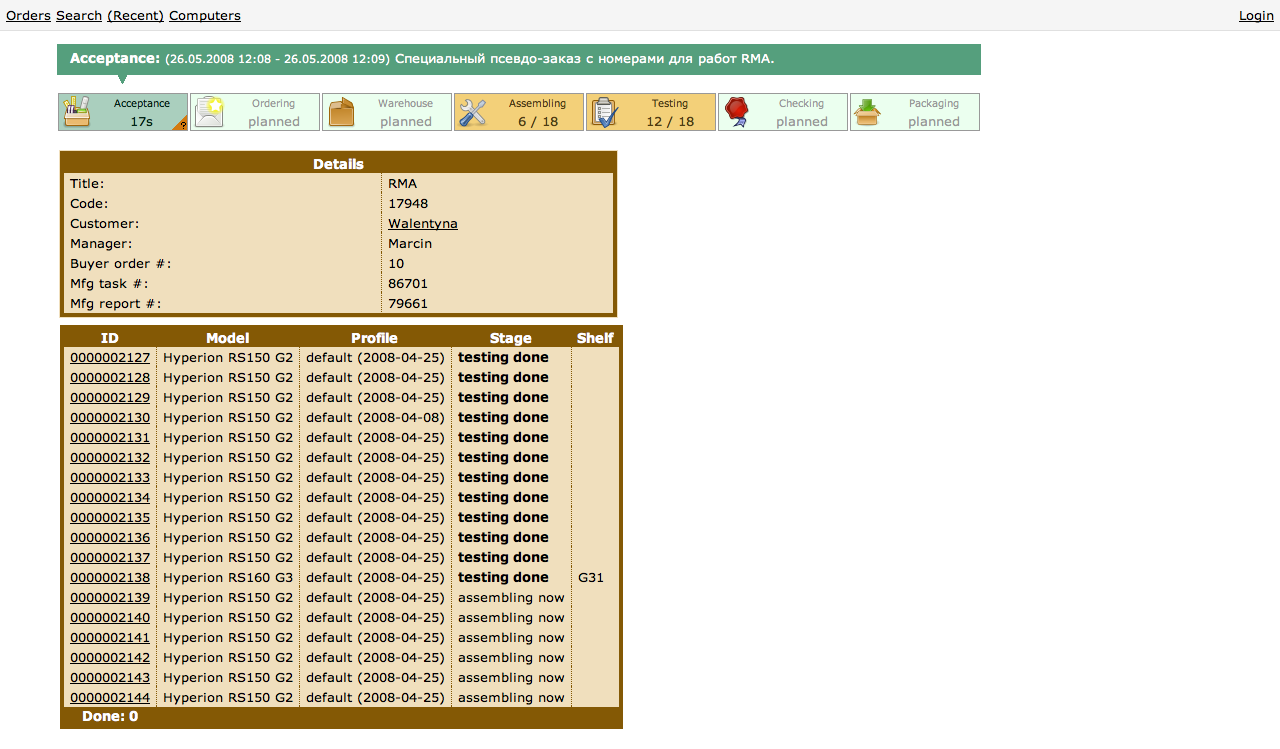 Orders Search (Recent) Computers Login
Acceptance: (26.05.2008 12:08 - 26.05.2008 12:09) Специальный псевдо-заказ с номерами для работ RMA.
Acceptance Ordering Warehouse Assembling Testing Checking Packaging
17s planned planned 6 / 18 12 / 18 planned planned
?
Details
Title: RMA
Code: 17948
Customer: Walentyna
Manager: Marcin
Buyer order #: 10
Mfg task #: 86701
Mfg report #: 79661
ID Model Profile Stage Shelf
0000002127 Hyperion RS150 G2 default (2008-04-25) testing done
0000002128 Hyperion RS150 G2 default (2008-04-25) testing done
0000002129 Hyperion RS150 G2 default (2008-04-25) testing done
0000002130 Hyperion RS150 G2 default (2008-04-08) testing done
0000002131 Hyperion RS150 G2 default (2008-04-25) testing done
0000002132 Hyperion RS150 G2 default (2008-04-25) testing done
0000002133 Hyperion RS150 G2 default (2008-04-25) testing done
0000002134 Hyperion RS150 G2 default (2008-04-25) testing done
0000002135 Hyperion RS150 G2 default (2008-04-25) testing done
0000002136 Hyperion RS150 G2 default (2008-04-25) testing done
0000002137 Hyperion RS150 G2 default (2008-04-25) testing done
0000002138 Hyperion RS160 G3 default (2008-04-25) testing done G31
0000002139 Hyperion RS150 G2 default (2008-04-25) assembling now
0000002140 Hyperion RS150 G2 default (2008-04-25) assembling now
0000002141 Hyperion RS150 G2 default (2008-04-25) assembling now
0000002142 Hyperion RS150 G2 default (2008-04-25) assembling now
0000002143 Hyperion RS150 G2 default (2008-04-25) assembling now
0000002144 Hyperion RS150 G2 default (2008-04-25) assembling now
Done: 0